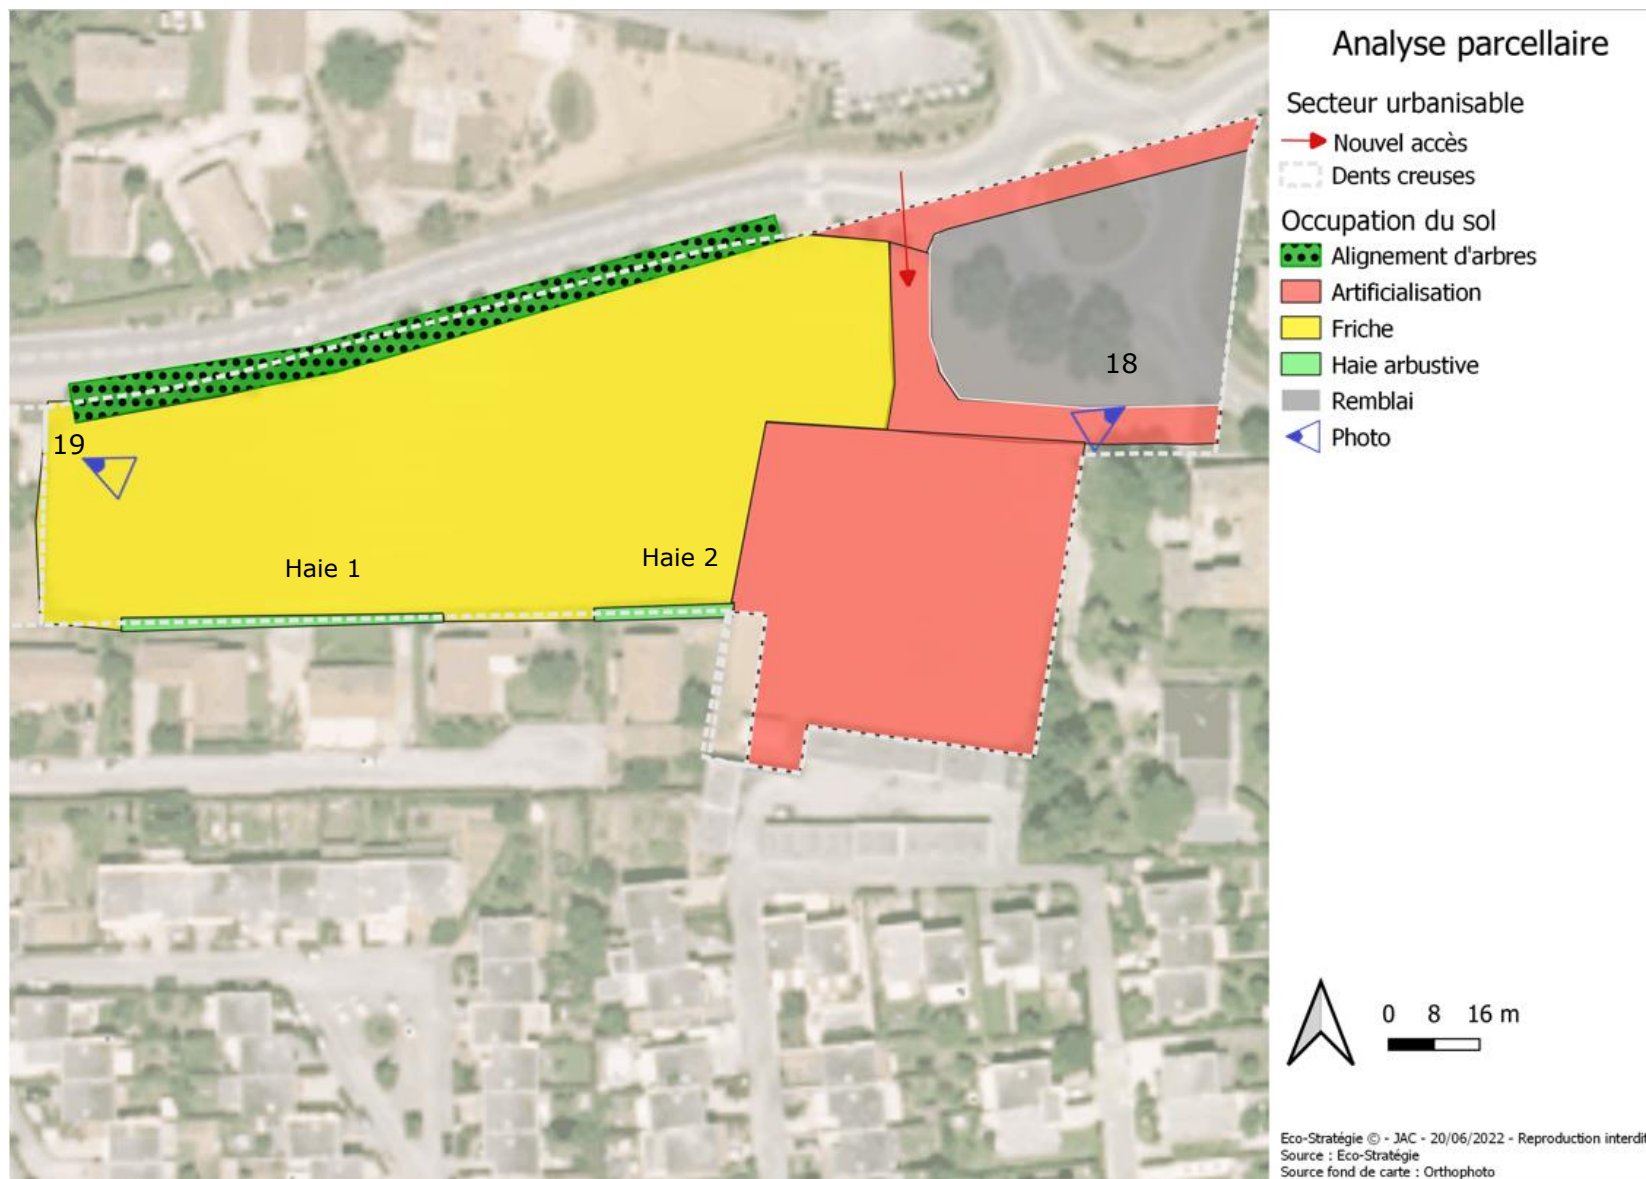 Analyse parcellaire
Secteur urbanisable
Nouvel accès
Dents creuses
Occupation du sol
Alignement d'arbres
Artificialisation
Friche
Haie arbustive
Remblai
Photo
18
19
Haie 1
Haie 2
0 8 16 m
Eco-Stratégie © - JAC - 20/06/2022 - Reproduction interdit
Source : Eco-Stratégie
Source fond de carte : Orthophoto